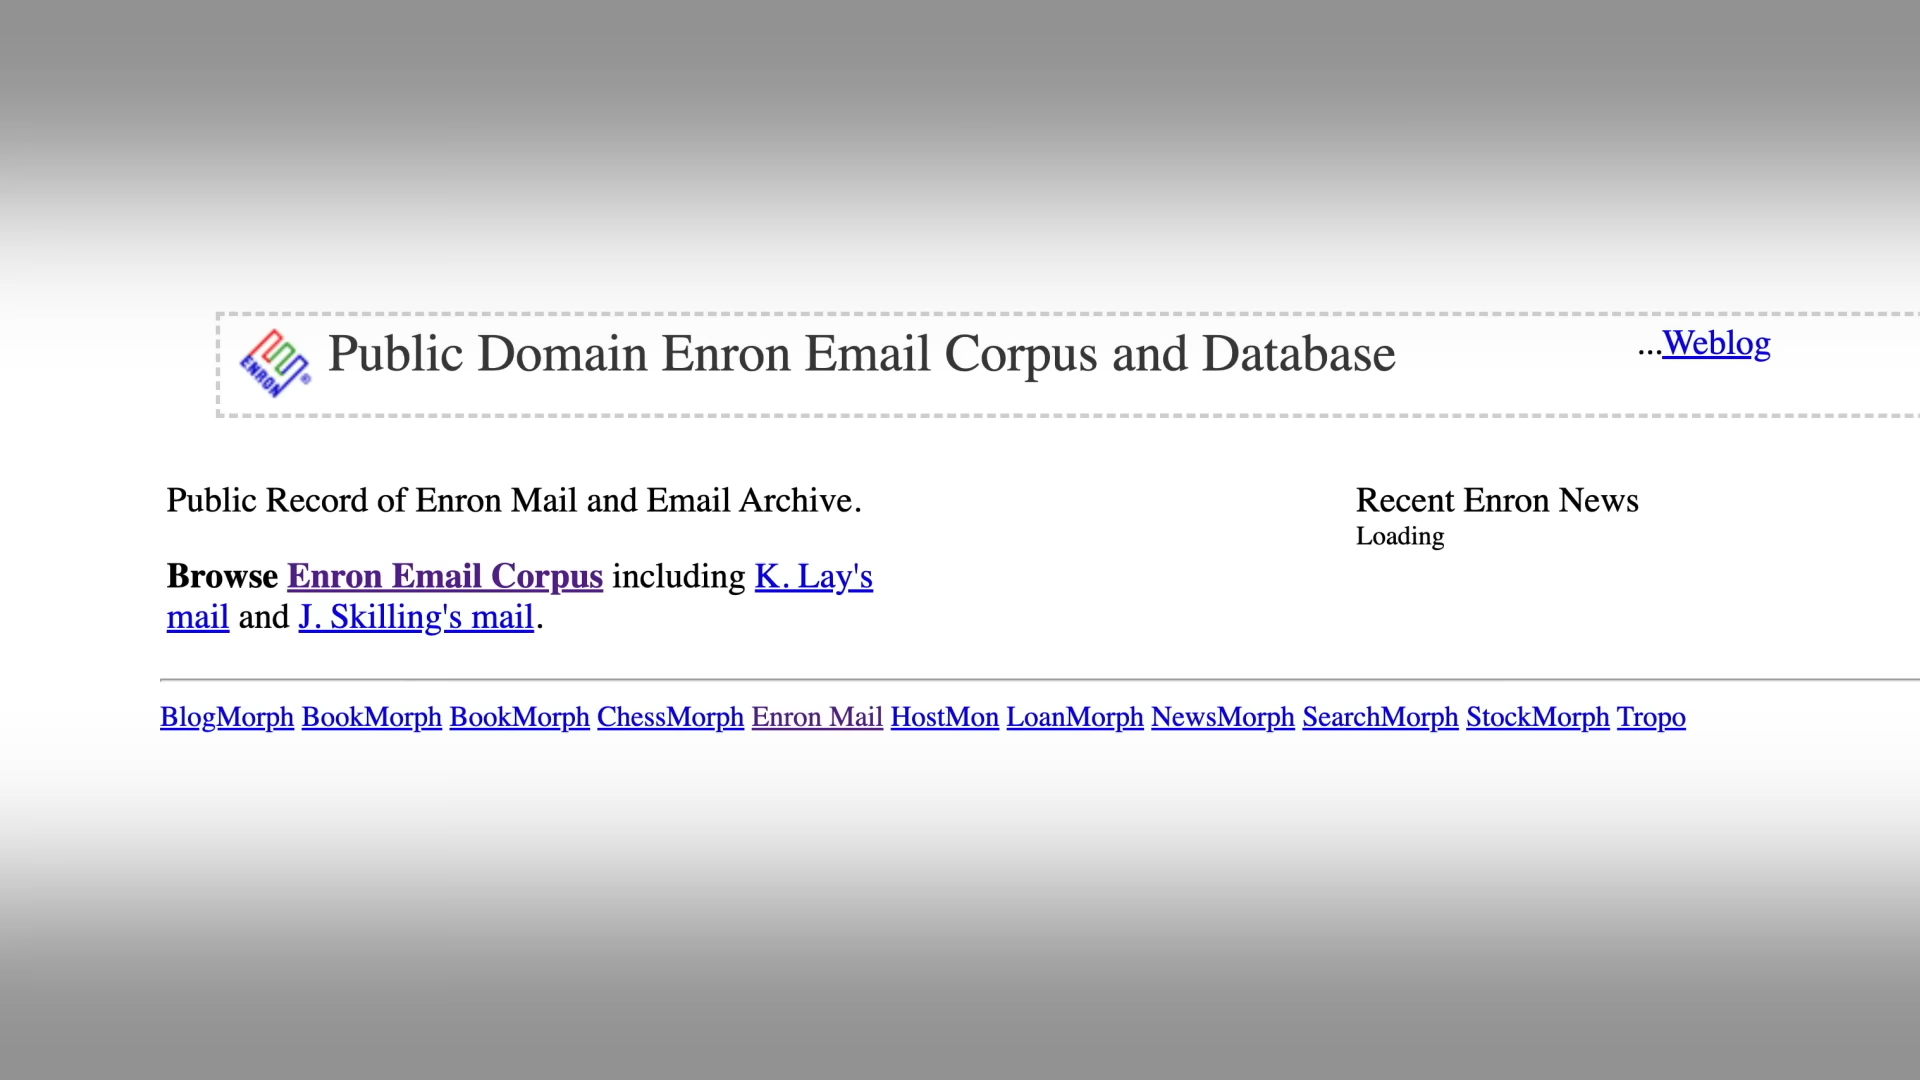 ENRON
Public Domain Enron Email Corpus and Database
...Weblog
Public Record of Enron Mail and Email Archive.
Browse Enron Email Corpus including K. Lay's
mail and J. Skilling's mail.
Recent Enron News
Loading
BlogMorph BookMorph BookMorph ChessMorph Enron Mail HostMon LoanMorph NewsMorph SearchMorph StockMorph Tropo